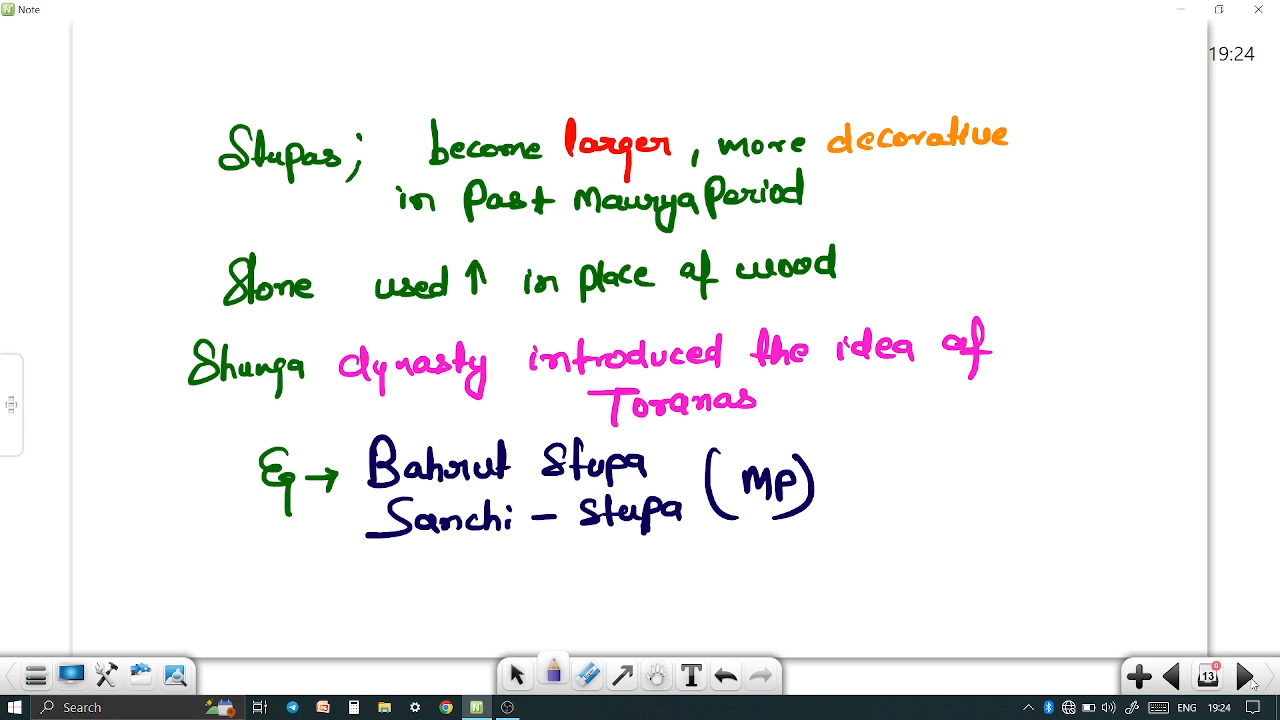 Note
19:24
Stupas; become larger, more decorative
in Post Maurya Period
Stone used ↑ in place of wood
Shunga dynasty introduced the idea of
Toranas
Eg → Bahrut Stupa
Sanchi - Stupa (MP)
13
Search
ENG
19:24